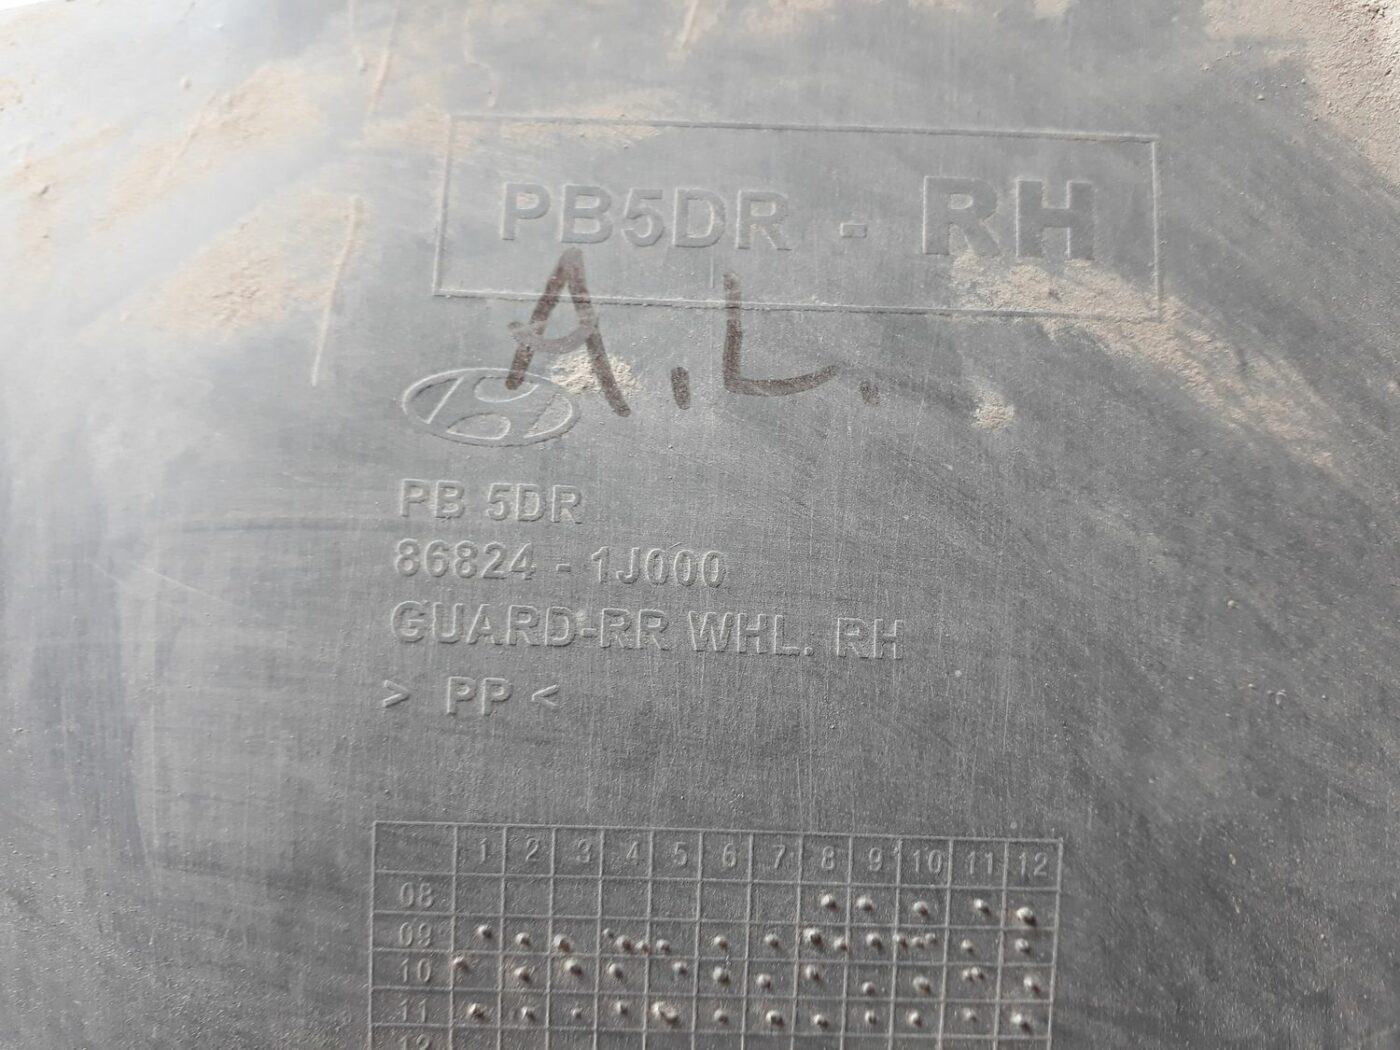 PB5DR - RH
A.L.
PB 5DR
86824 - 1J000
GUARD-RR WHL. RH
> PP <
1 2 3 4 5 6 7 8 9 10 11 12
08
09
10
11
12